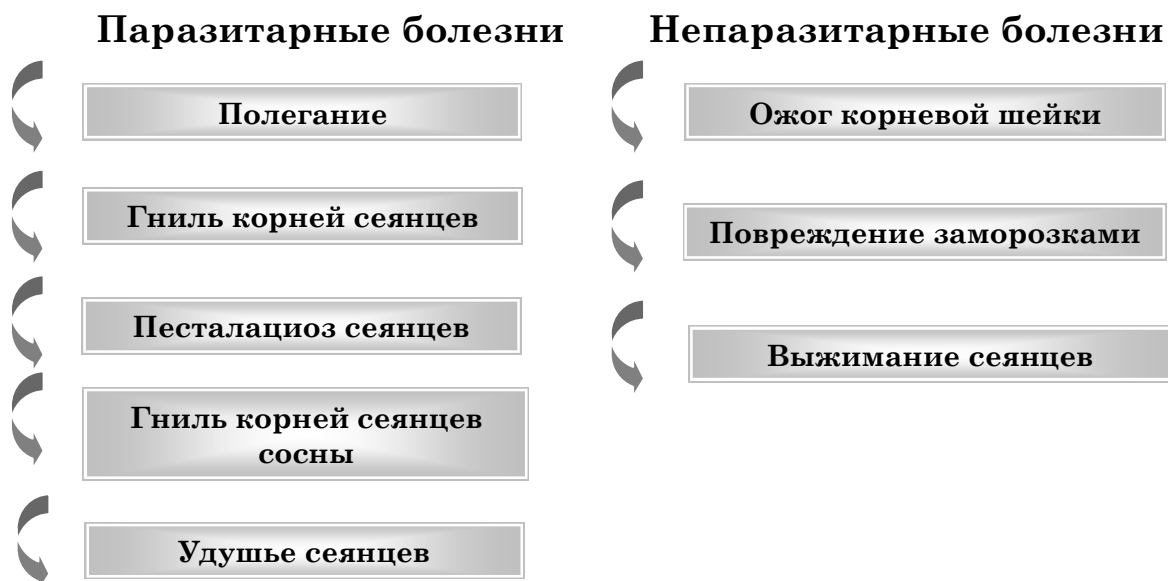 Паразитарные болезни
Полегание
Гниль корней сеянцев
Песталациоз сеянцев
Гниль корней сеянцев
сосны
Удушье сеянцев
Непаразитарные болезни
Ожог корневой шейки
Повреждение заморозками
Выжимание сеянцев